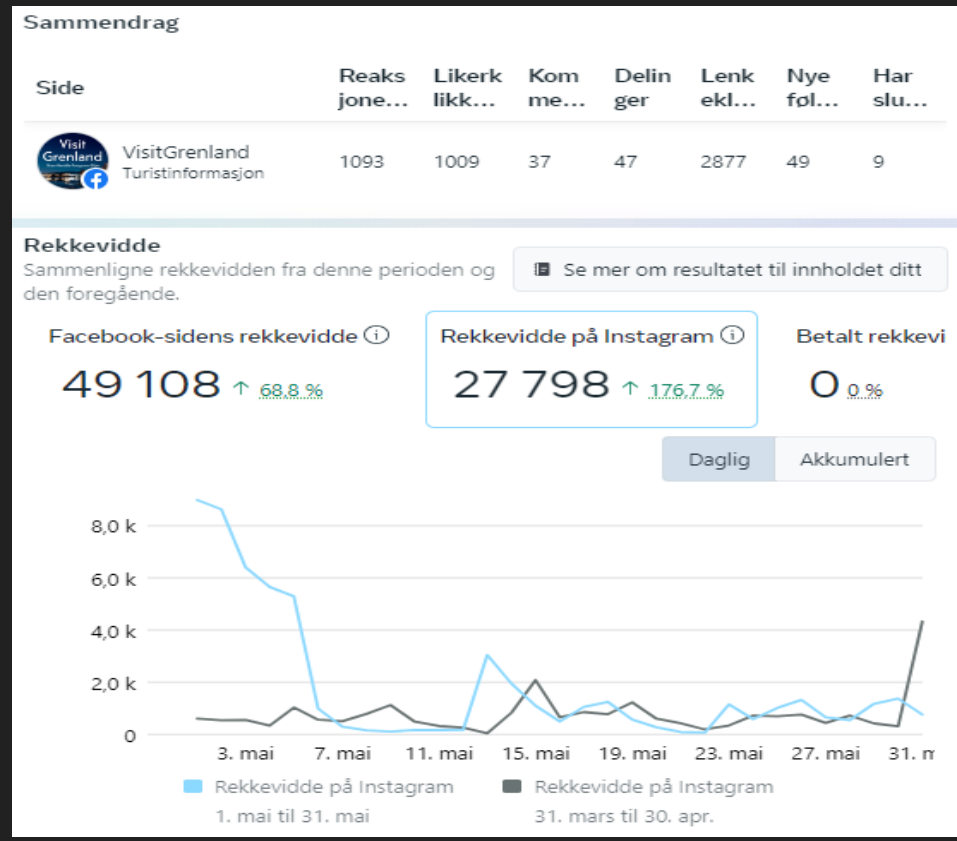 Sammendrag
Side Reaks Likerk Kom Delin Lenk Nye Har
jone... likk... me... ger ekl... føl... slu...
Visit
Grenland
VisitGrenland 1093 1009 37 47 2877 49 9
Turistinformasjon
Rekkevidde
Sammenligne rekkevidden fra denne perioden og
den foregående.
Se mer om resultatet til innholdet ditt
Facebook-sidens rekkevidde Rekkevidde på Instagram Betalt rekkevi
49 108 ↑ 68,8 % 27 798 ↑ 176,7 % 0 0 %
Daglig Akkumulert
8,0 k
6,0 k
4,0 k
2,0 k
0
3. mai 7. mai 11. mai 15. mai 19. mai 23. mai 27. mai 31. m
Rekkevidde på Instagram Rekkevidde på Instagram
1. mai til 31. mai 31. mars til 30. apr.